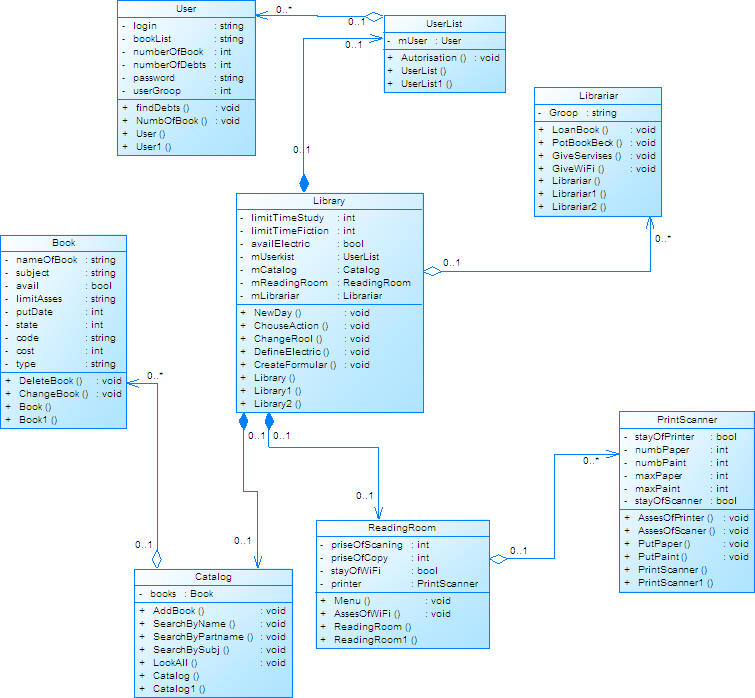 User
- login : string
- bookList : string
- numberOfBook : int
- numberOfDebts : int
- password : string
- userGroop : int
+ findDebts () : void
+ NumbOfBook () : void
+ User ()
+ User1 ()
0..*
0..1
UserList
- mUser : User
+ Autorisation () : void
+ UserList ()
+ UserList1 ()
0..1
Librariar
- Groop : string
+ LoanBook () : void
+ PotBookBeck () : void
+ GiveServises () : void
+ GiveWiFi () : void
+ Librariar ()
+ Librariar1 ()
+ Librariar2 ()
0..*
0..1
Library
- limitTimeStudy : int
- limitTimeFiction : int
- availElectric : bool
- mUserkist : UserList
- mCatalog : Catalog
- mReadingRoom : ReadingRoom
- mLibrariar : Librariar
+ NewDay () : void
+ ChouseAction () : void
+ ChangeRool () : void
+ DefineElectric () : void
+ CreateFormular () : void
+ Library ()
+ Library1 ()
+ Library2 ()
Book
- nameOfBook : string
- subject : string
- avail : bool
- limitAsses : string
- putDate : int
- state : int
- code : string
- cost : int
- type : string
+ DeleteBook () : void
+ ChangeBook () : void
+ Book ()
+ Book1 ()
0..*
0..1
0..1
0..1
0..1
0..1
Catalog
- books : Book
+ AddBook () : void
+ SearchByName () : void
+ SearchByPartname () : void
+ SearchBySubj () : void
+ LookAll () : void
+ Catalog ()
+ Catalog1 ()
ReadingRoom
- priseOfScaning : int
- priseOfCopy : int
- stayOfWiFi : bool
- printer : PrintScanner
+ Menu () : void
+ AssesOfWiFi () : void
+ ReadingRoom ()
+ ReadingRoom1 ()
0..1
0..*
PrintScanner
- stayOfPrinter : bool
- numbPaper : int
- numbPaint : int
- maxPaper : int
- maxPaint : int
- stayOfScanner : bool
+ AssesOfPrinter () : void
+ AssesOfScaner () : void
+ PutPaper () : void
+ PutPaint () : void
+ PrintScanner ()
+ PrintScanner1 ()